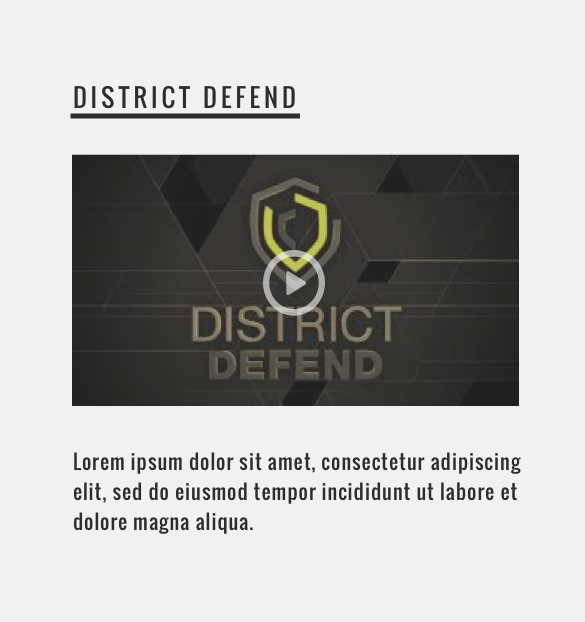 DISTRICT DEFEND
DISTRICT
DEFEND
Lorem ipsum dolor sit amet, consectetur adipiscing
elit, sed do eiusmod tempor incididunt ut labore et
dolore magna aliqua.